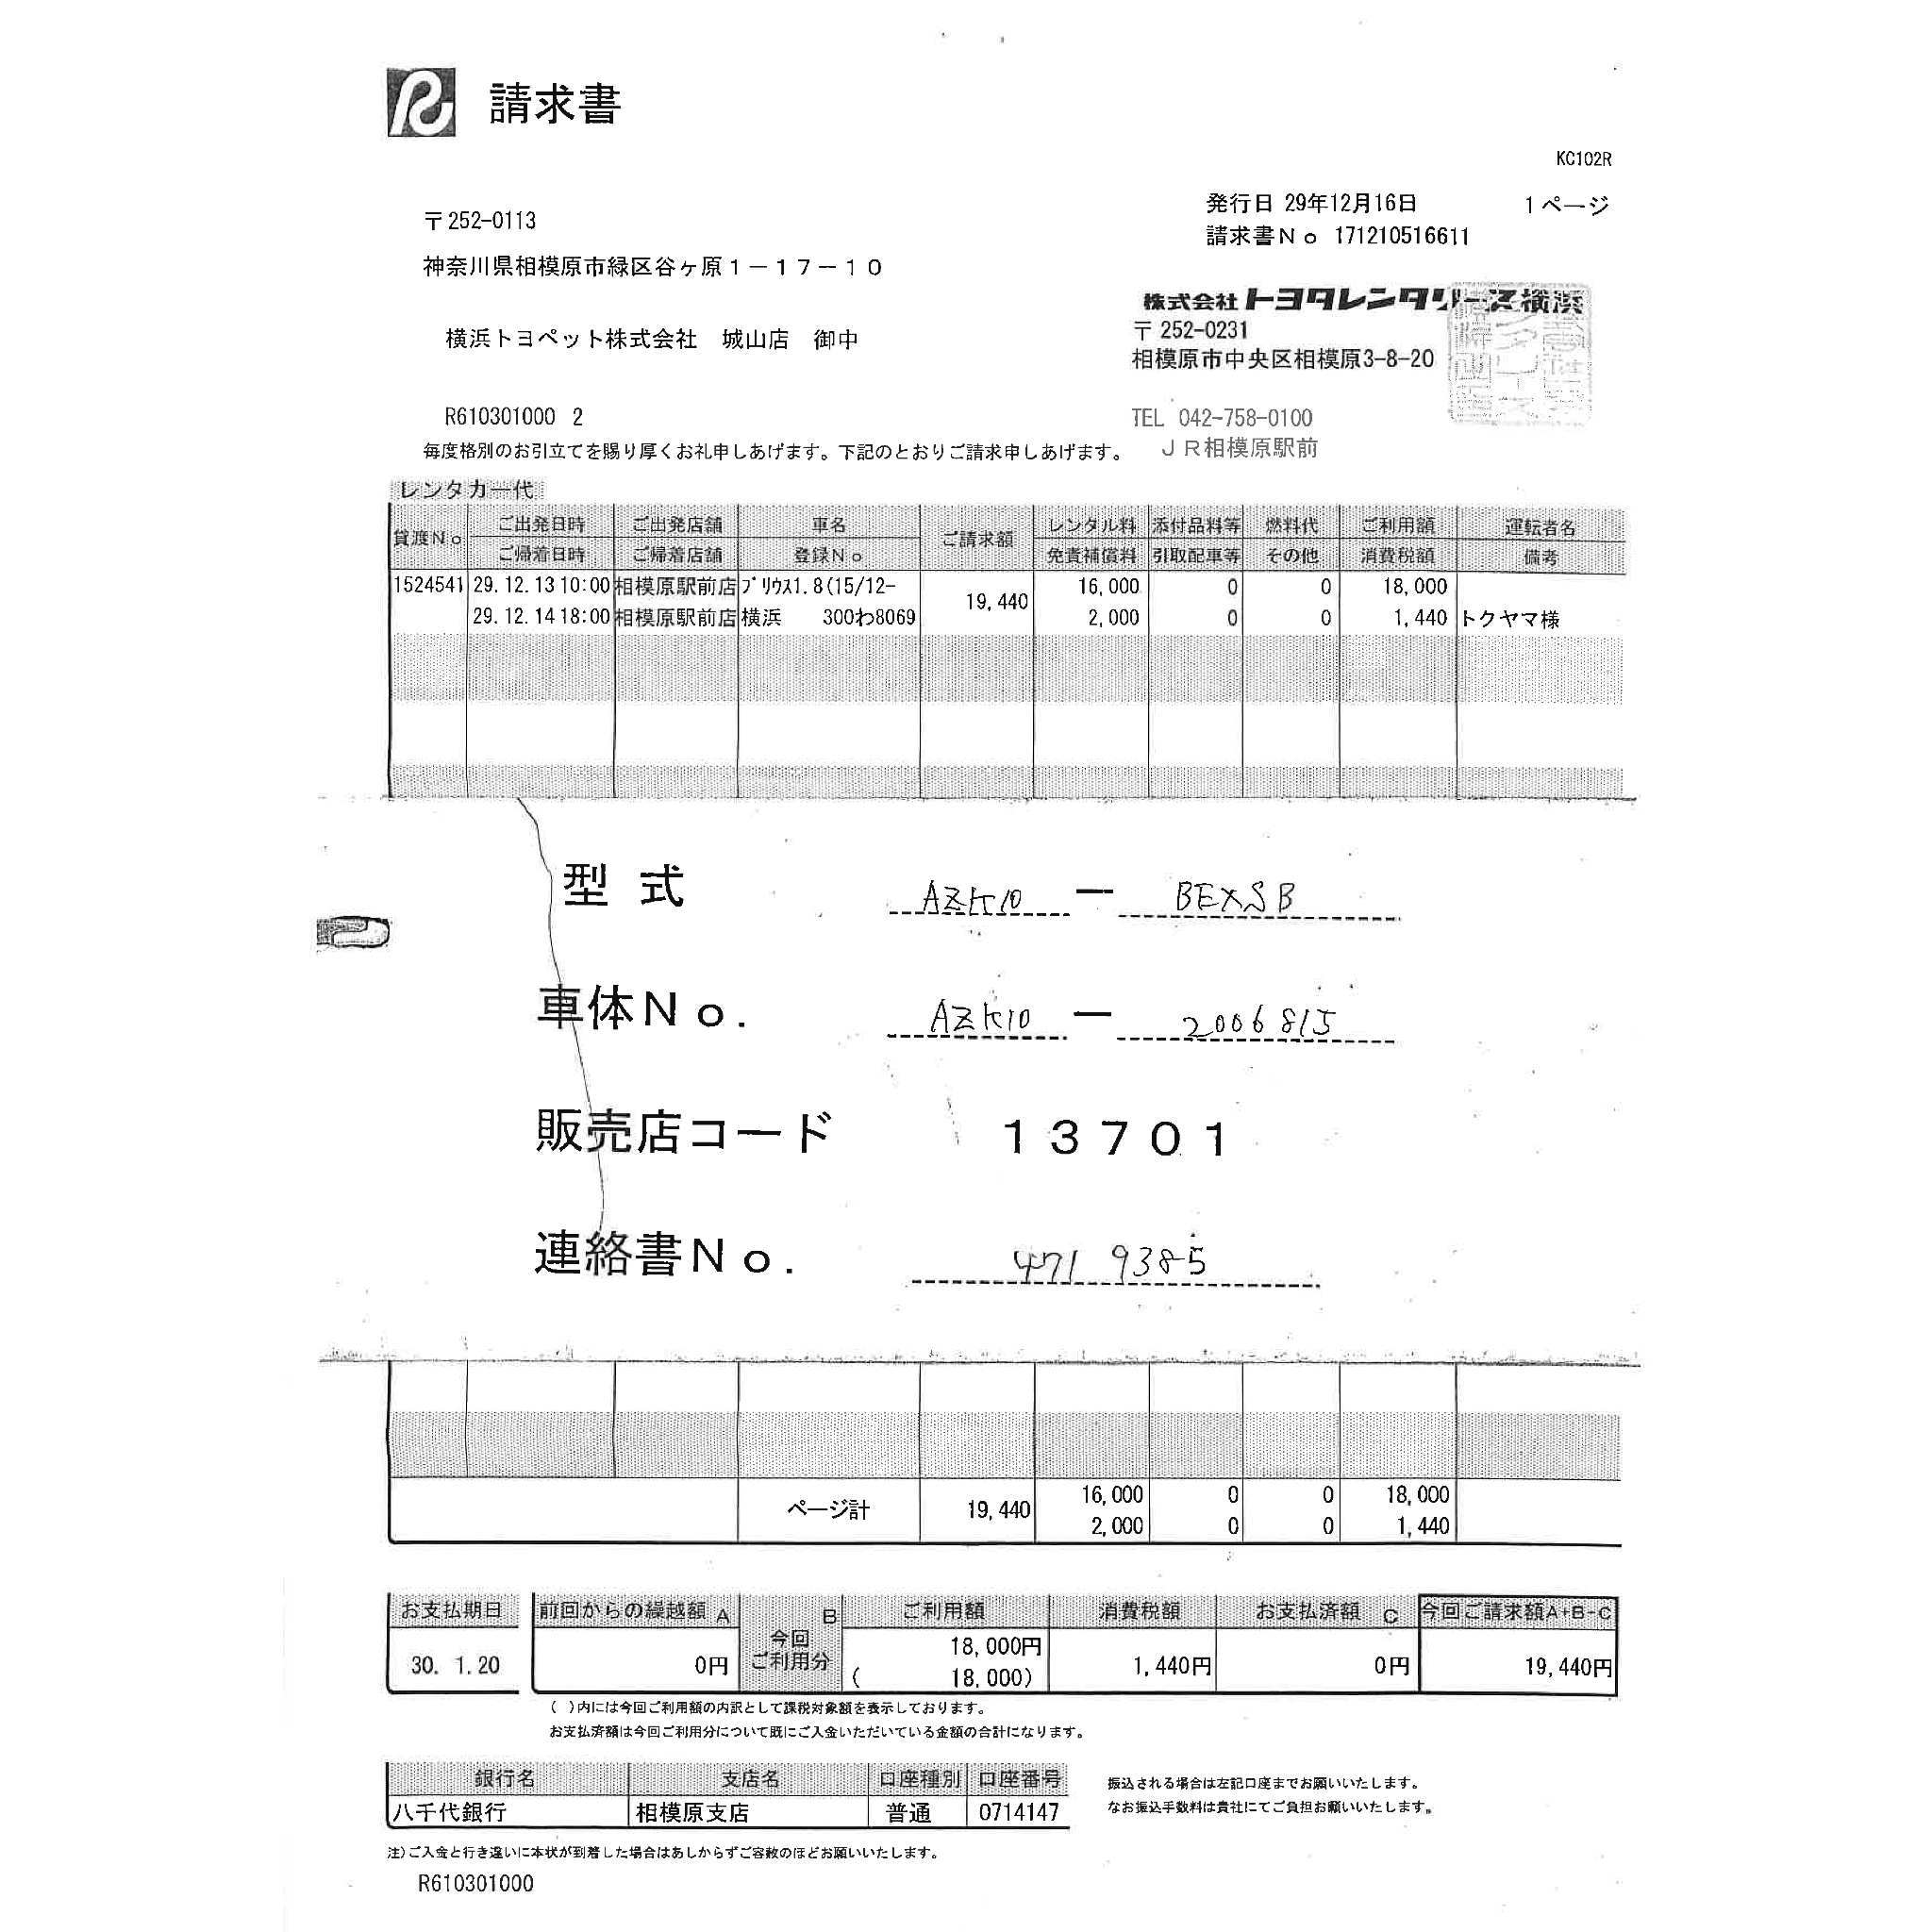 請求書
KC102R
発行日 29年12月16日 1ページ
請求書No 171210516611
〒252-0113
神奈川県相模原市緑区谷ヶ原1－17－10
横浜トヨペット株式会社 城山店 御中
株式会社トヨタレンタリース横浜
〒252-0231
相模原市中央区相模原3-8-20
TEL 042-758-0100
JR相模原駅前
R610301000 2
毎度格別のお引立てを賜り厚くお礼申しあげます。下記のとおりご請求申しあげます。
レンタカー代
貸渡No ご出発日時 ご出発店舗 車名 ご請求額 レンタル料 添付品料等 燃料代 ご利用額 運転者名
ご帰着日時 ご帰着店舗 登録No 免責補償料 引取配車等 その他 消費税額 備考
1524541 29.12.13 10:00 相模原駅前店 ﾌﾟﾘｳｽ1.8(15/12- 19,440 16,000 0 0 18,000
29.12.14 18:00 相模原駅前店 横浜 300わ8069 2,000 0 0 1,440 トクヤマ様
型式 AZK10 － BEXSB
車体No. AZK10 － 2006815
販売店コード 13701
連絡書No. 471 9385
ページ計 19,440 16,000 0 0 18,000
2,000 0 0 1,440
お支払期日 前回からの繰越額 A B ご利用額 消費税額 お支払済額 C 今回ご請求額A+B-C
30. 1.20 0円 今回ご利用分 18,000円 1,440円 0円 19,440円
( 18,000)
( )内には今回ご利用額の内訳として課税対象額を表示しております。
お支払済額は今回ご利用分について既にご入金いただいている金額の合計になります。
銀行名 支店名 口座種別 口座番号
八千代銀行 相模原支店 普通 0714147
振込される場合は左記口座までお願いいたします。
なお振込手数料は貴社にてご負担お願いいたします。
注)ご入金と行き違いに本状が到着した場合はあしからずご容赦のほどお願いいたします。
R610301000